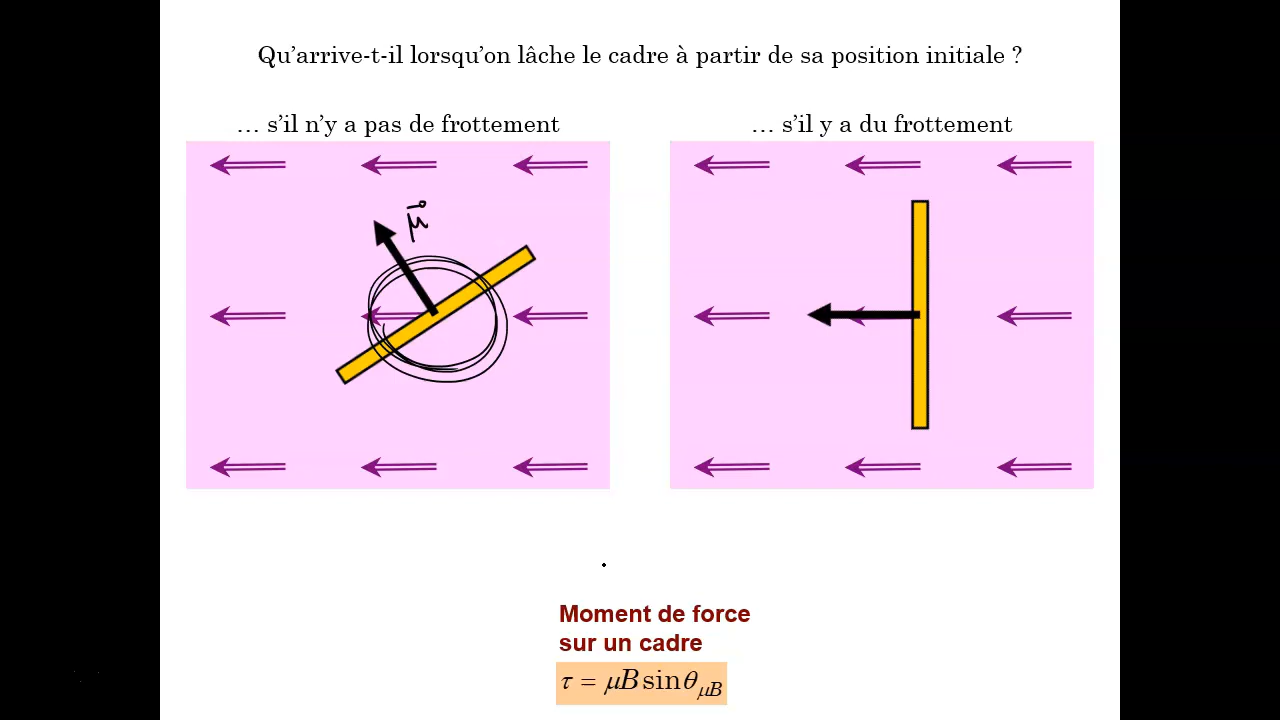 Qu’arrive-t-il lorsqu’on lâche le cadre à partir de sa position initiale ?
… s’il n’y a pas de frottement
… s’il y a du frottement
μ⃗
Moment de force
sur un cadre
τ = μB sin θ_μB